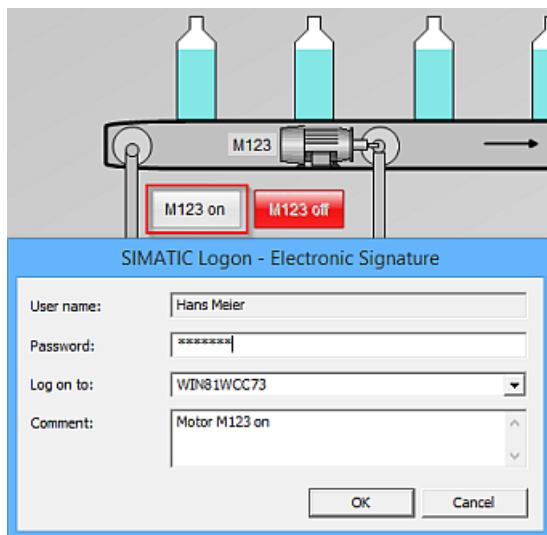 M123
M123 on M123 off
SIMATIC Logon - Electronic Signature
User name: Hans Meier
Password: *******
Log on to: WIN81WCC73
Comment: Motor M123 on
OK Cancel